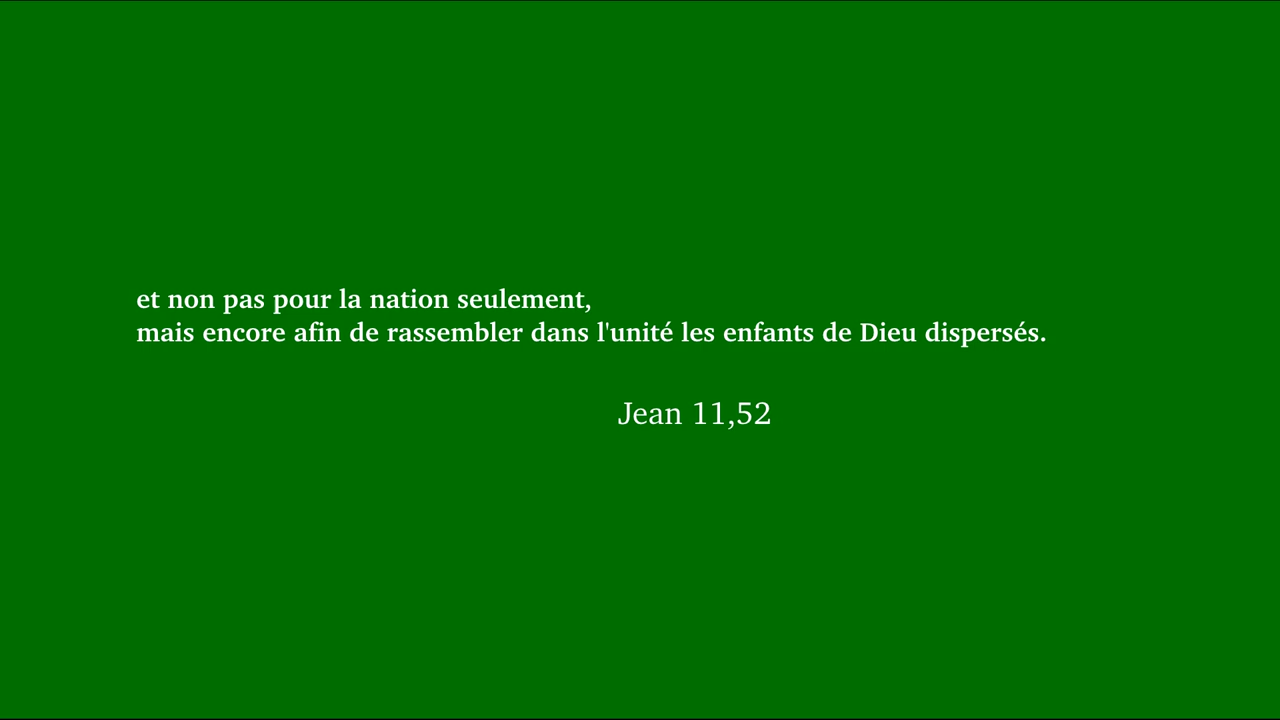 et non pas pour la nation seulement,
mais encore afin de rassembler dans l'unité les enfants de Dieu dispersés.
Jean 11,52